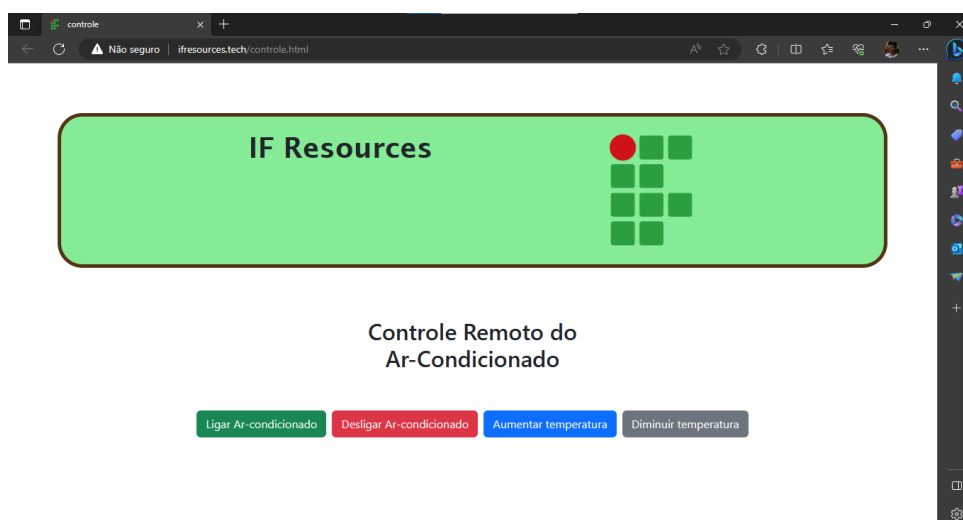 controle
Não seguro | ifresources.tech/controle.html
IF Resources
Controle Remoto do
Ar-Condicionado
Ligar Ar-condicionado
Desligar Ar-condicionado
Aumentar temperatura
Diminuir temperatura